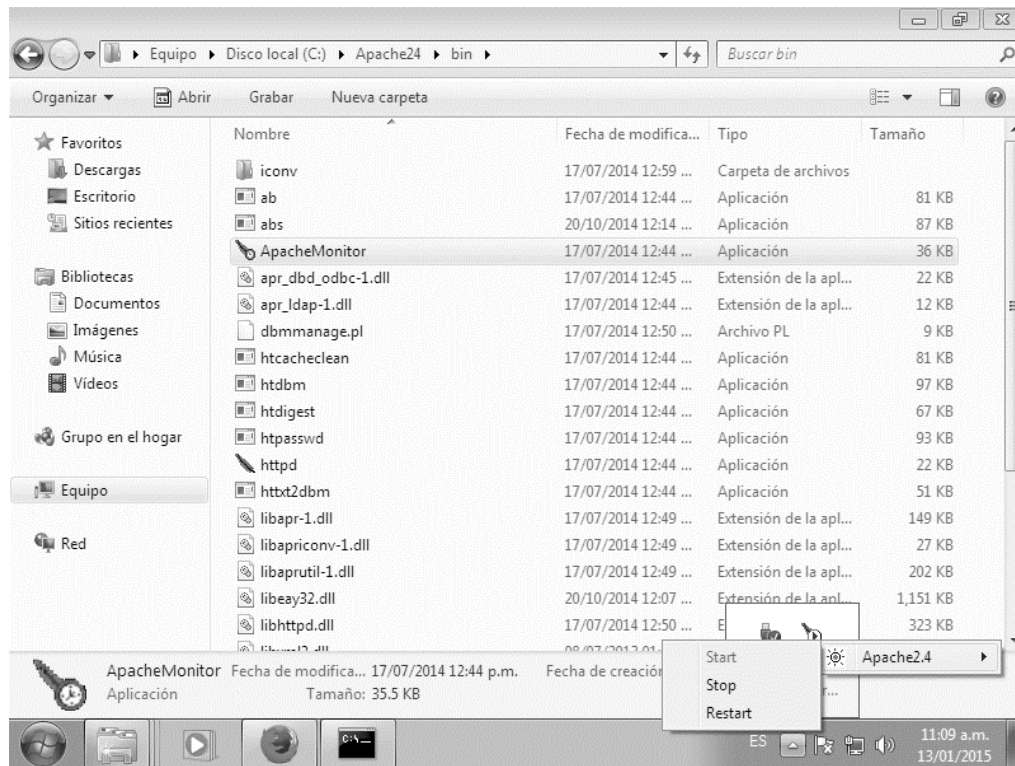 Equipo Disco local (C:) Apache24 bin Buscar bin
Organizar Abrir Grabar Nueva carpeta
Nombre Fecha de modifica... Tipo Tamaño
Favoritos
Descargas
Escritorio
Sitios recientes
Bibliotecas
Documentos
Imágenes
Música
Vídeos
Grupo en el hogar
Equipo
Red
iconv 17/07/2014 12:59 ... Carpeta de archivos
ab 17/07/2014 12:44 ... Aplicación 81 KB
abs 20/10/2014 12:14 ... Aplicación 87 KB
ApacheMonitor 17/07/2014 12:44 ... Aplicación 36 KB
apr_dbd_odbc-1.dll 17/07/2014 12:45 ... Extensión de la apl... 22 KB
apr_ldap-1.dll 17/07/2014 12:44 ... Extensión de la apl... 12 KB
dbmmanage.pl 17/07/2014 12:50 ... Archivo PL 9 KB
htcacheclean 17/07/2014 12:44 ... Aplicación 81 KB
htdbm 17/07/2014 12:44 ... Aplicación 97 KB
htdigest 17/07/2014 12:44 ... Aplicación 67 KB
htpasswd 17/07/2014 12:44 ... Aplicación 93 KB
httpd 17/07/2014 12:44 ... Aplicación 22 KB
httxt2dbm 17/07/2014 12:44 ... Aplicación 51 KB
libapr-1.dll 17/07/2014 12:49 ... Extensión de la apl... 149 KB
libapriconv-1.dll 17/07/2014 12:49 ... Extensión de la apl... 27 KB
libaprutil-1.dll 17/07/2014 12:49 ... Extensión de la apl... 202 KB
libeay32.dll 20/10/2014 12:07 ... Extensión de la apl... 1,151 KB
libhttpd.dll 17/07/2014 12:50 ... E 323 KB
Start Apache2.4
Stop
Restart
ApacheMonitor Fecha de modifica... 17/07/2014 12:44 p.m. Fecha de creación
Aplicación Tamaño: 35.5 KB
C:\
ES 11:09 a.m.
13/01/2015